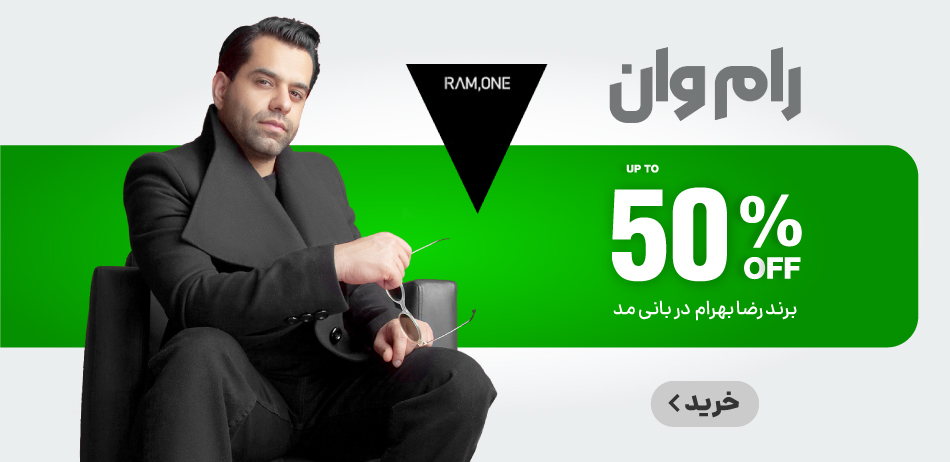 RAM,ONE
رام وان
UP TO
50%
OFF
برند رضا بهرام در بانی مد
خرید